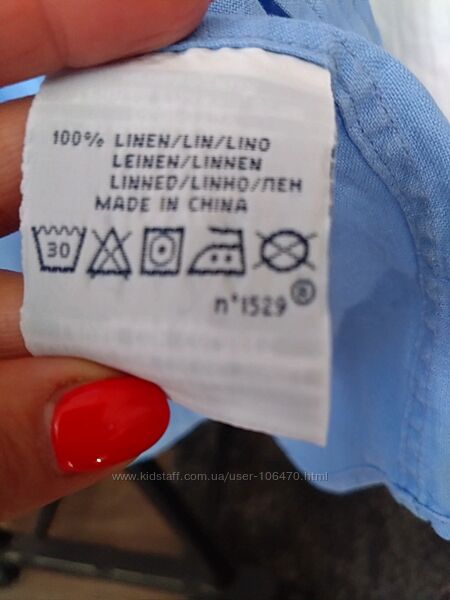 100% LINEN/LIN/LINO
LEINEN/LINNEN
LINNED/LINHO/ЛЕН
MADE IN CHINA
30
n°1529 ®
www.kidstaff.com.ua/user-106470.html